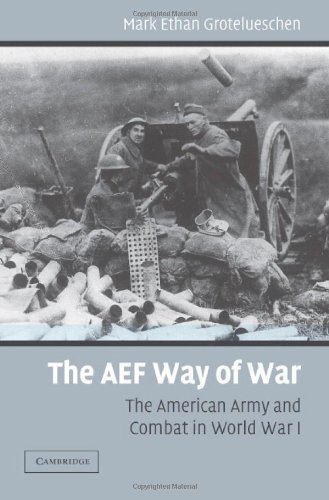 Mark Ethan Grotelueschen
The AEF Way of War
The American Army and
Combat in World War I
CAMBRIDGE